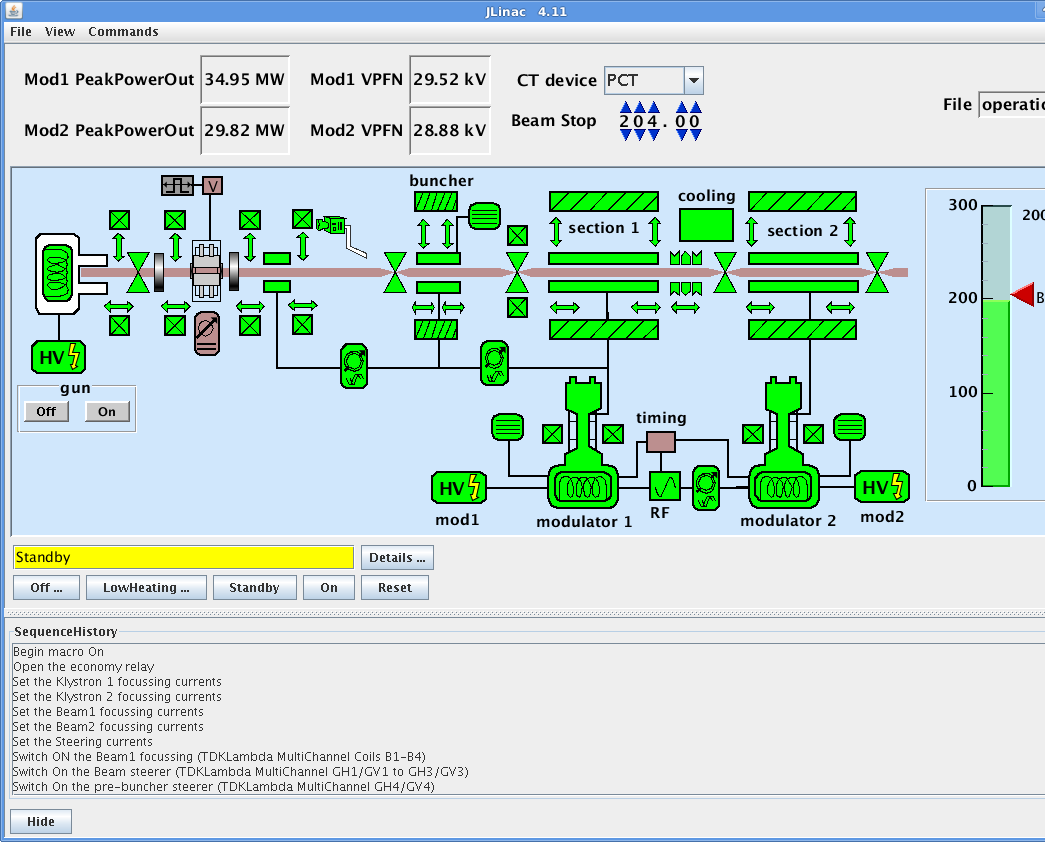 JLinac 4.11
File View Commands
Mod1 PeakPowerOut 34.95 MW Mod1 VPFN 29.52 kV CT device PCT
Mod2 PeakPowerOut 29.82 MW Mod2 VPFN 28.88 kV Beam Stop 204.00
File operatio
buncher
cooling
section 1
section 2
V
HV
gun
Off On
300
200
100
0
200
B
timing
HV
mod1
modulator 1
RF
modulator 2
HV
mod2
Standby
Details ...
Off ... LowHeating ... Standby On Reset
SequenceHistory
Begin macro On
Open the economy relay
Set the Klystron 1 focussing currents
Set the Klystron 2 focussing currents
Set the Beam1 focussing currents
Set the Beam2 focussing currents
Set the Steering currents
Switch ON the Beam1 focussing (TDKLambda MultiChannel Coils B1-B4)
Switch On the Beam steerer (TDKLambda MultiChannel GH1/GV1 to GH3/GV3)
Switch On the pre-buncher steerer (TDKLambda MultiChannel GH4/GV4)
Hide